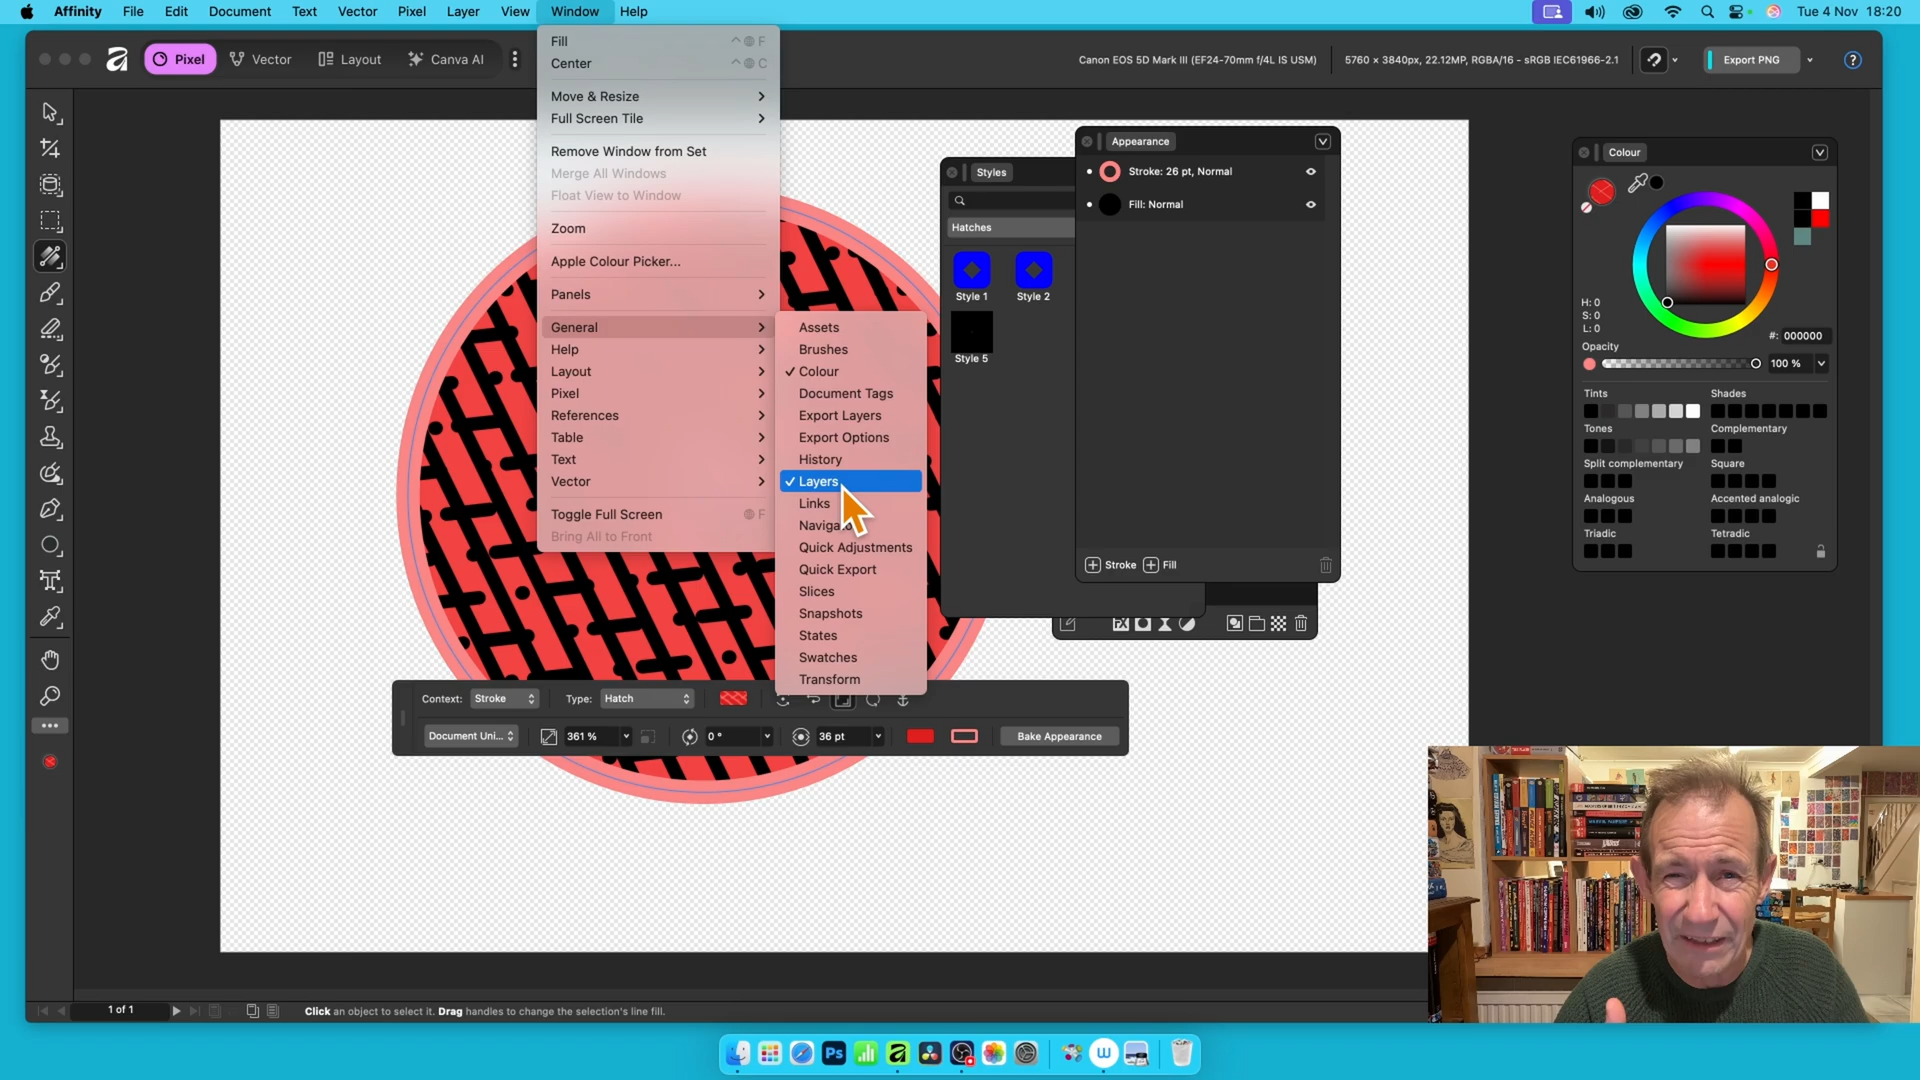 Affinity File Edit Document Text Vector Pixel Layer View Window Help
Tue 4 Nov 18:20
Pixel Vector Layout Canva AI
Canon EOS 5D Mark III (EF24-70mm f/4L IS USM)
5760 × 3840px, 22.12MP, RGBA/16 - sRGB IEC61966-2.1
Export PNG
?
Fill ^ F
Center ^ C
Move & Resize
Full Screen Tile
Remove Window from Set
Merge All Windows
Float View to Window
Zoom
Apple Colour Picker...
Panels
General
Help
Layout
Pixel
References
Table
Text
Vector
Toggle Full Screen F
Bring All to Front
Assets
Brushes
✓ Colour
Document Tags
Export Layers
Export Options
History
✓ Layers
Links
Quick Adjustments
Quick Export
Slices
Snapshots
States
Swatches
Transform
Styles
Hatches
Style 1 Style 2
Style 5
Appearance
Stroke: 26 pt, Normal
Fill: Normal
Stroke Fill
Colour
H: 0
S: 0
L: 0
#: 000000
Opacity
100 %
Tints Shades
Tones Complementary
Split complementary Square
Analogous Accented analogic
Triadic Tetradic
Context: Stroke Type: Hatch
Document Uni... 361 % 0 ° 36 pt Bake Appearance
1 of 1
Click an object to select it. Drag handles to change the selection's line fill.
Ps
W